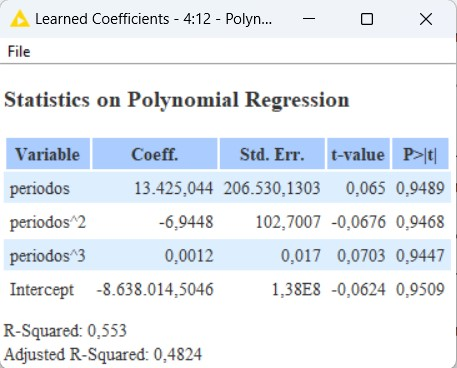 Learned Coefficients - 4:12 - Polyn...
File
Statistics on Polynomial Regression
Variable Coeff. Std. Err. t-value P>|t|
periodos 13.425,044 206.530,1303 0,065 0,9489
periodos^2 -6,9448 102,7007 -0,0676 0,9468
periodos^3 0,0012 0,017 0,0703 0,9447
Intercept -8.638.014,5046 1,38E8 -0,0624 0,9509
R-Squared: 0,553
Adjusted R-Squared: 0,4824